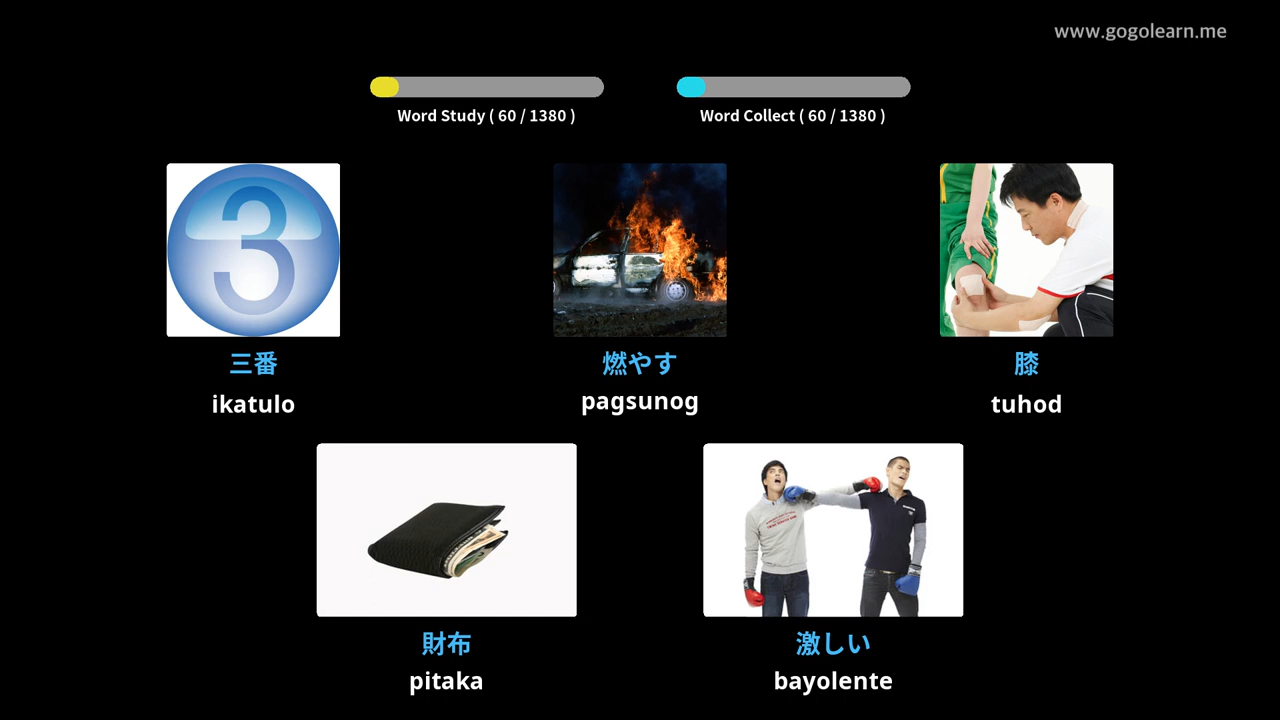 www.gogolearn.me
Word Study ( 60 / 1380 )
Word Collect ( 60 / 1380 )
3
三番
燃やす
膝
ikatulo
pagsunog
tuhod
財布
激しい
pitaka
bayolente